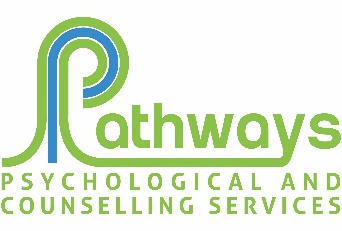 Pathways
PSYCHOLOGICAL AND
COUNSELLING SERVICES